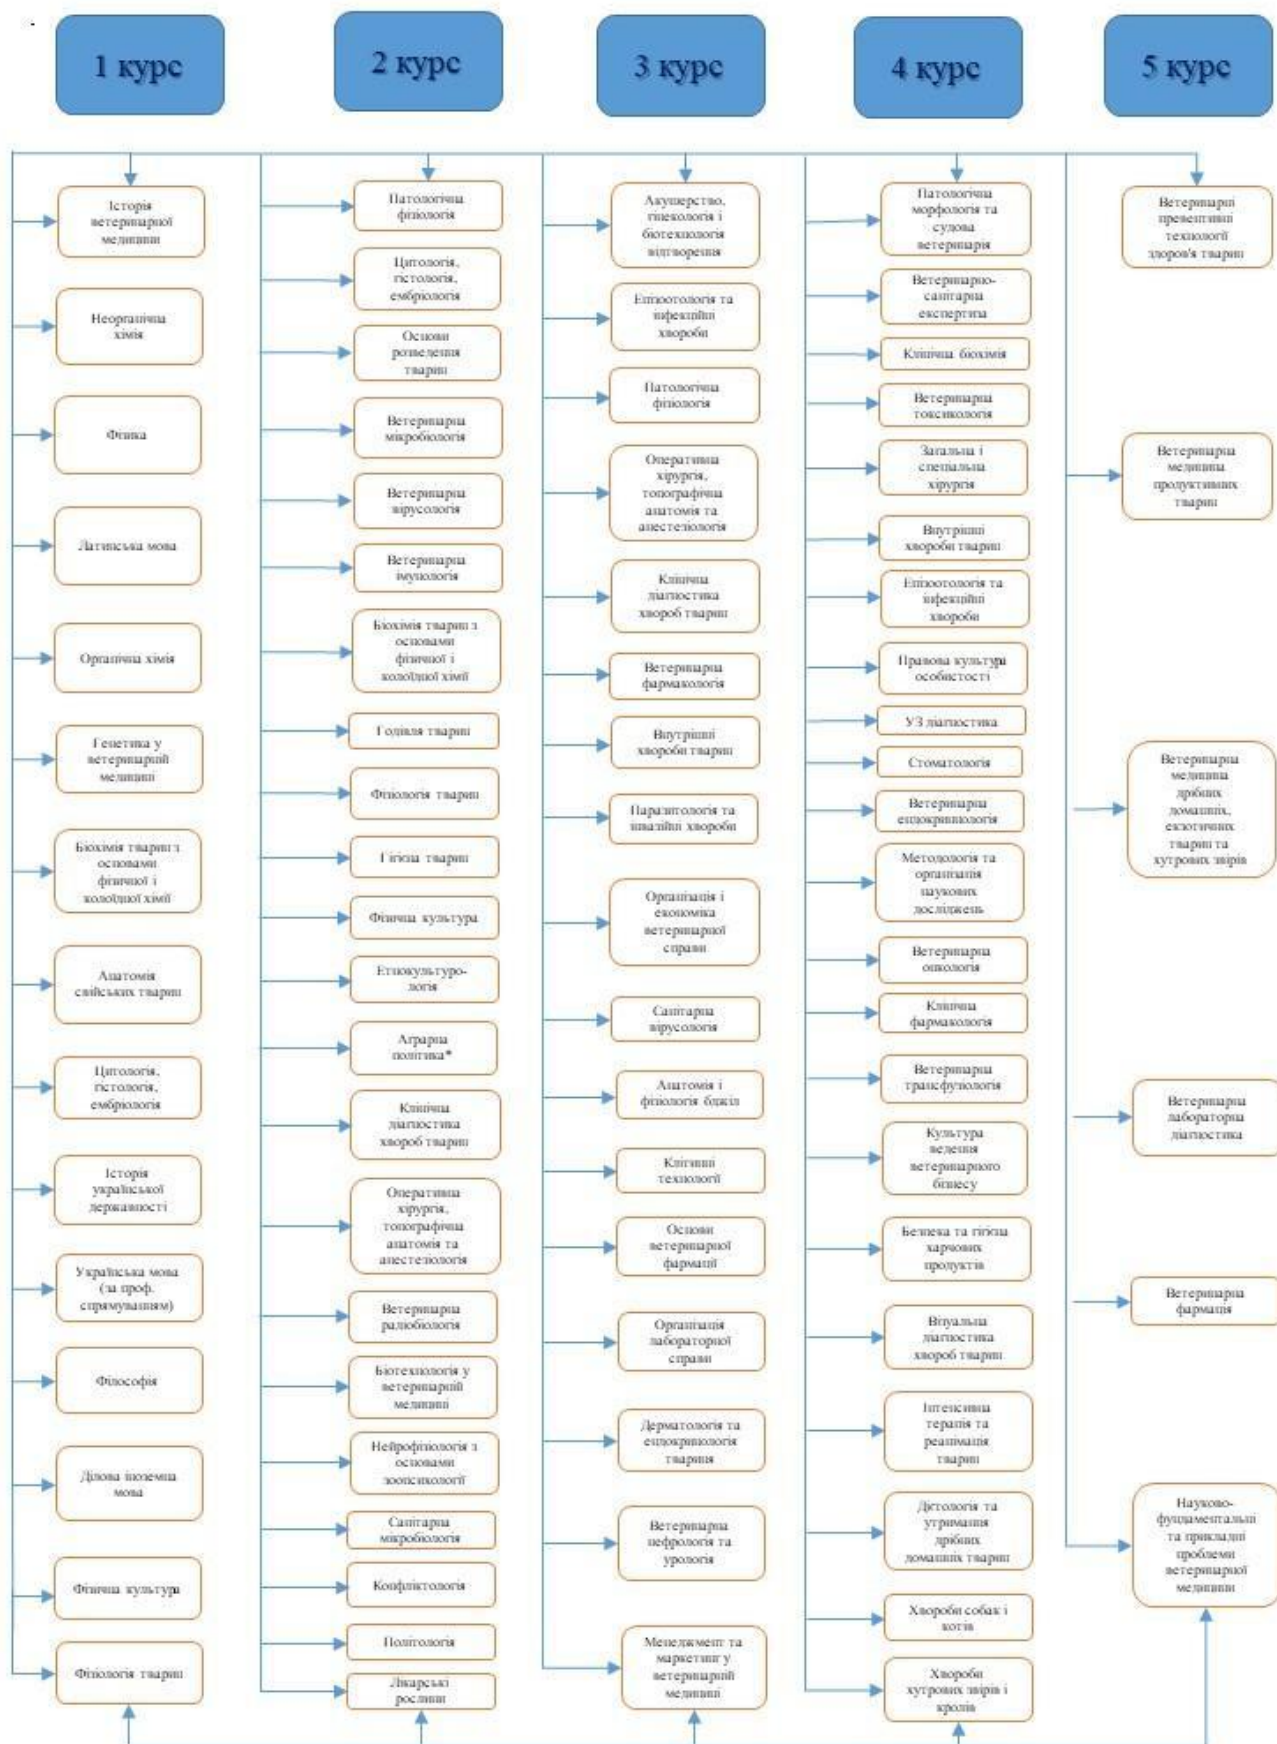 1 курс
2 курс
3 курс
4 курс
5 курс
Історія
ветеринарної
медицини
Неорганічна
хімія
Фізика
Латинська мова
Органічна хімія
Генетика у
ветеринарній
медицині
Біохімія тварин з
основами
фізичної і
колоїдної хімії
Анатомія
свійських тварин
Цитологія,
гістологія,
ембріологія
Історія
української
державності
Українська мова
(за проф.
спрямуванням)
Філософія
Ділова іноземна
мова
Фізична культура
Фізіологія тварин
Патологічна
фізіологія
Цитологія,
гістологія,
ембріологія
Основи
розведення
тварин
Ветеринарна
мікробіологія
Ветеринарна
вірусологія
Ветеринарна
імунологія
Біохімія тварин з
основами
фізичної і
колоїдної хімії
Годівля тварин
Фізіологія тварин
Гігієна тварин
Фізична культура
Етнокультуро-
логія
Аграрна
політика*
Клінічна
діагностика
хвороб тварин
Оперативна
хірургія,
топографічна
анатомія та
анестезіологія
Ветеринарна
радіобіологія
Біотехнологія у
ветеринарній
медицині
Нейрофізіологія з
основами
зоопсихології
Санітарна
мікробіологія
Конфліктологія
Політологія
Лікарські
рослини
Акушерство,
гінекологія і
біотехнологія
відтворення
Епізоотологія та
інфекційні
хвороби
Патологічна
фізіологія
Оперативна
хірургія,
топографічна
анатомія та
анестезіологія
Клінічна
діагностика
хвороб тварин
Ветеринарна
фармакологія
Внутрішні
хвороби тварин
Паразитологія та
інвазійні хвороби
Організація і
економіка
ветеринарної
справи
Санітарна
вірусологія
Анатомія і
фізіологія бджіл
Клітинні
технології
Основи
ветеринарної
фармації
Організація
лабораторної
справи
Дерматологія та
ендокринологія
тварини
Ветеринарна
нефрологія та
урологія
Менеджмент та
маркетинг у
ветеринарній
медицині
Патологічна
морфологія та
судова
ветеринарія
Ветеринарно-
санітарна
експертиза
Клінічна біохімія
Ветеринарна
токсикологія
Загальна і
спеціальна
хірургія
Внутрішні
хвороби тварин
Епізоотологія та
інфекційні
хвороби
Правова культура
особистості
УЗ діагностика
Стоматологія
Ветеринарна
ендокринологія
Методологія та
організація
наукових
досліджень
Ветеринарна
онкологія
Клінічна
фармакологія
Ветеринарна
трансфузіологія
Культура
ведення
ветеринарного
бізнесу
Безпека та гігієна
харчових
продуктів
Візуальна
діагностика
хвороб тварин
Інтенсивна
терапія та
реанімація
тварин
Дієтологія та
утримання
дрібних
домашніх тварин
Хвороби собак і
котів
Хвороби
хутрових звірів і
кролів
Ветеринарні
превентивні
технології
здоров'я тварин
Ветеринарна
медицина
продуктивних
тварин
Ветеринарна
медицина
дрібних
домашніх,
екзотичних
тварин та
хутрових звірів
Ветеринарна
лабораторна
діагностика
Ветеринарна
фармація
Науково-
фундаментальні
та прикладні
проблеми
ветеринарної
медицини